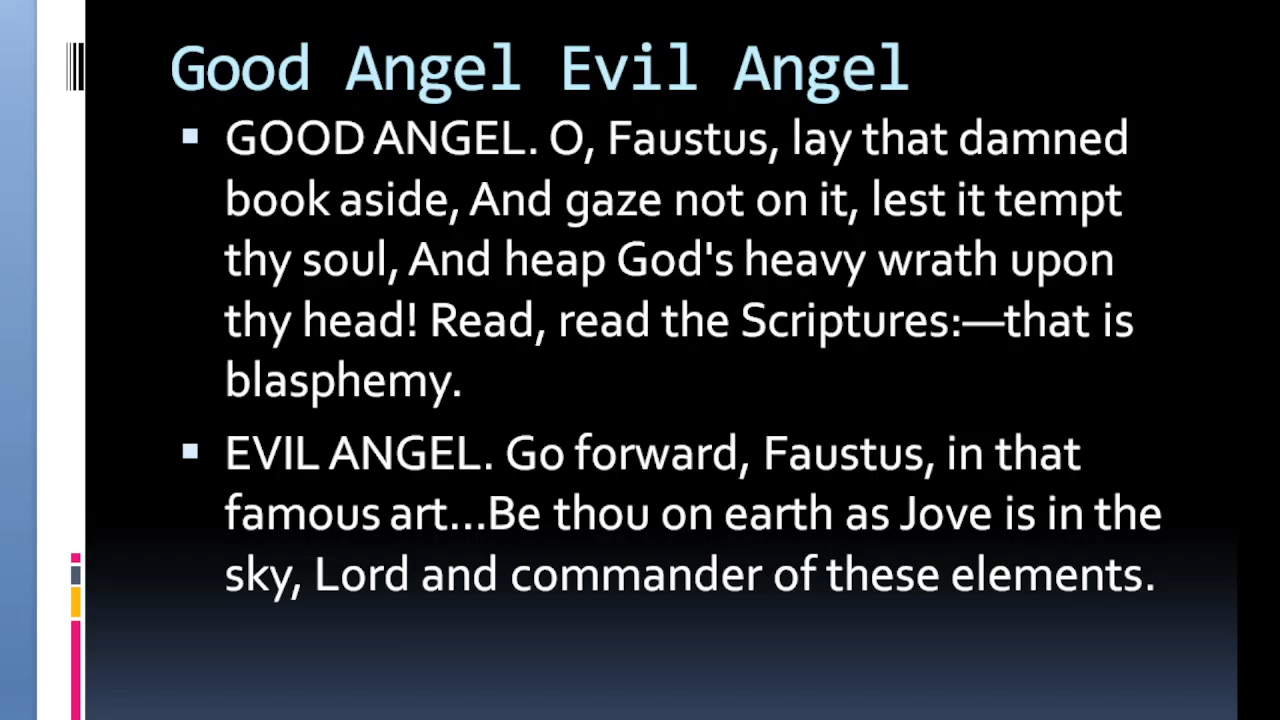 Good Angel Evil Angel
GOOD ANGEL. O, Faustus, lay that damned
book aside, And gaze not on it, lest it tempt
thy soul, And heap God's heavy wrath upon
thy head! Read, read the Scriptures:—that is
blasphemy.
EVIL ANGEL. Go forward, Faustus, in that
famous art...Be thou on earth as Jove is in the
sky, Lord and commander of these elements.